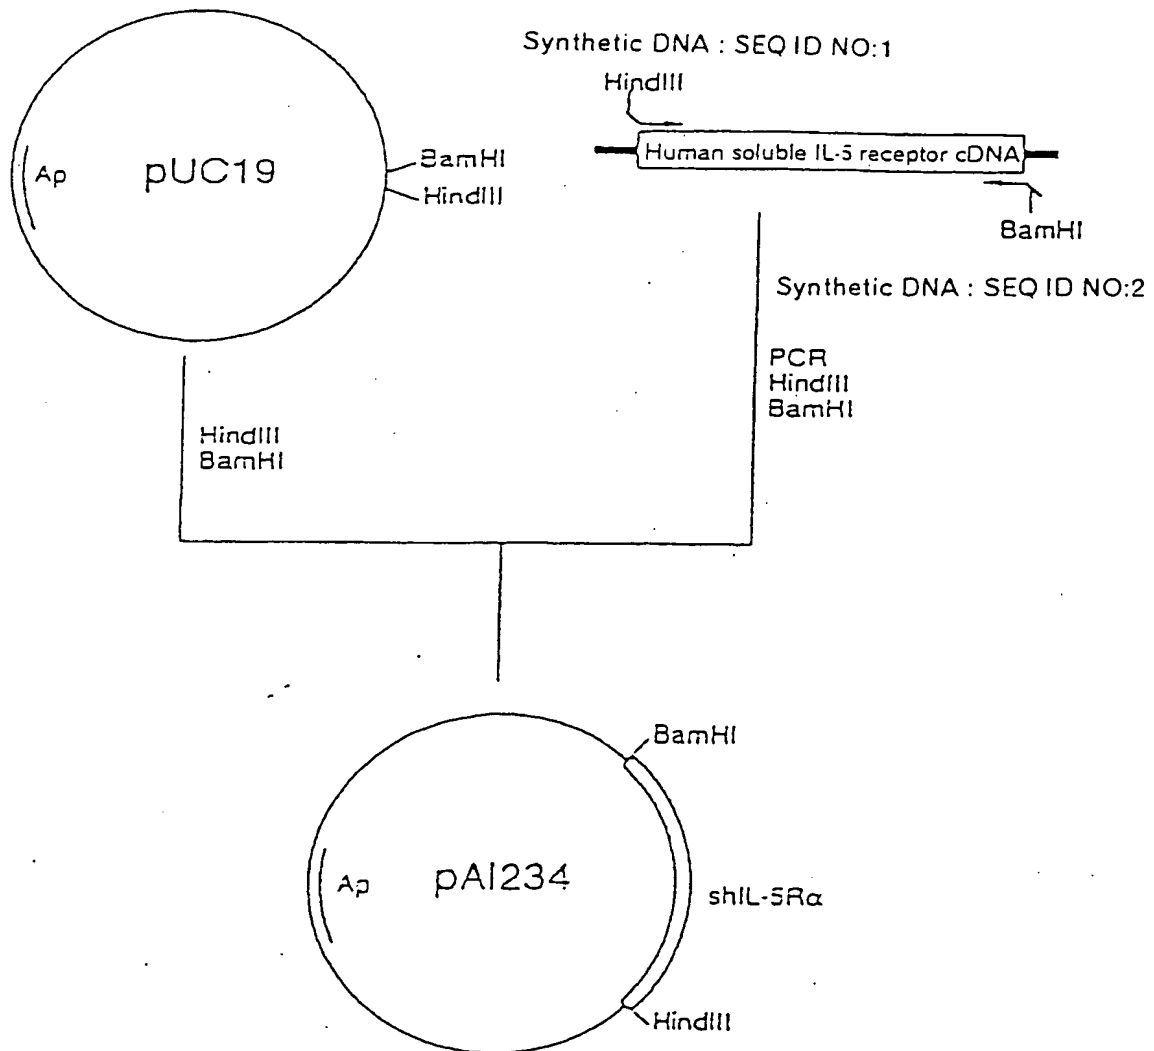 Synthetic DNA : SEQ ID NO:1
HindIII
Human soluble IL-5 receptor cDNA
BamHI
Synthetic DNA : SEQ ID NO:2
Ap
pUC19
BamHI
HindIII
HindIII
BamHI
PCR
HindIII
BamHI
BamHI
Ap
pAI234
shIL-5Rα
HindIII